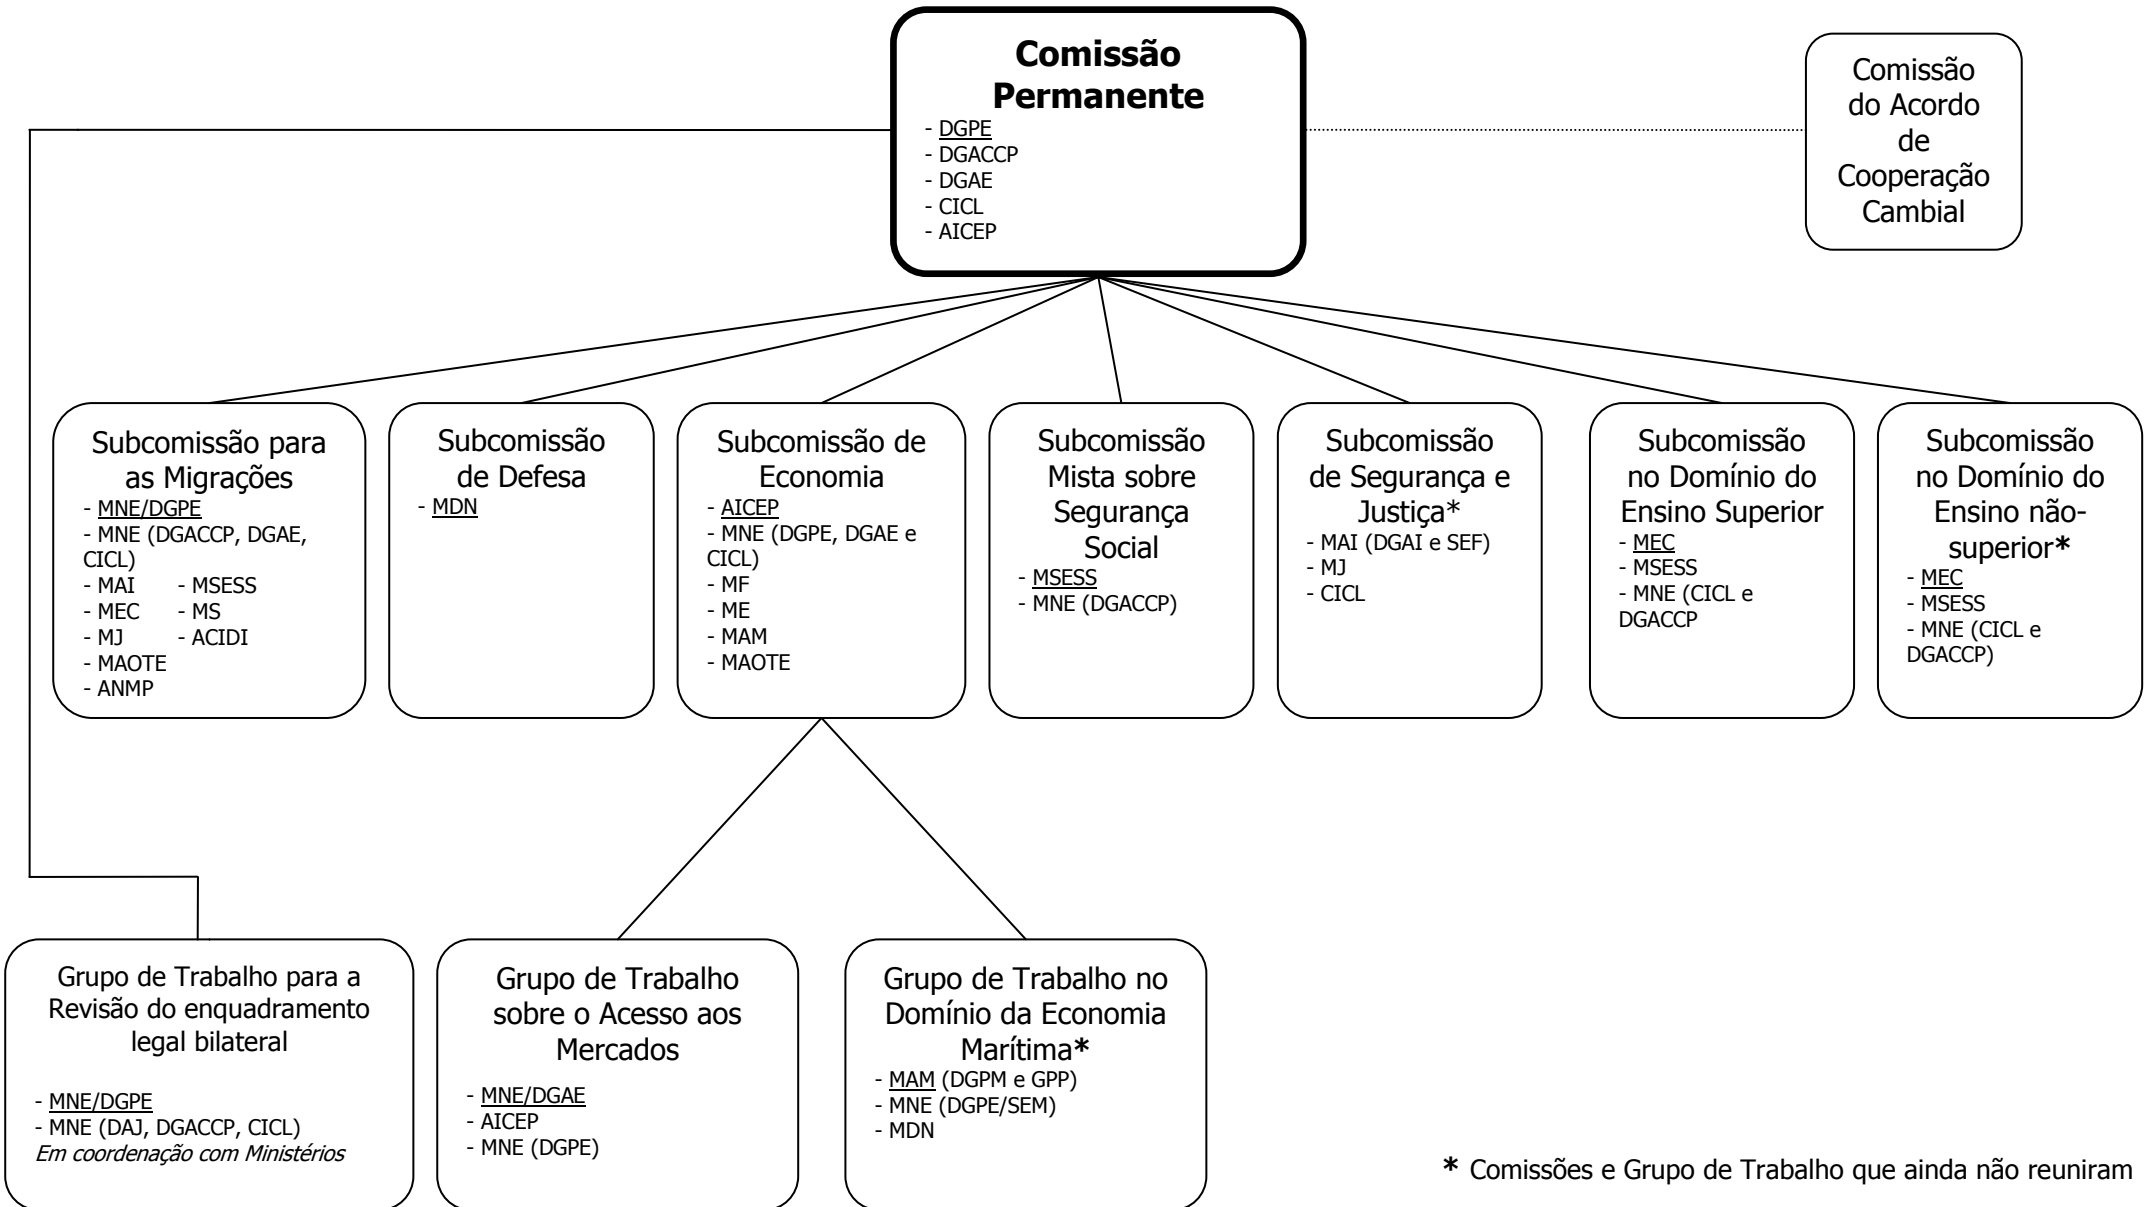 Comissão
Permanente
- DGPE
- DGACCP
- DGAE
- CICL
- AICEP
Comissão
do Acordo
de
Cooperação
Cambial
Subcomissão para
as Migrações
- MNE/DGPE
- MNE (DGACCP, DGAE,
CICL)
- MAI - MSESS
- MEC - MS
- MJ - ACIDI
- MAOTE
- ANMP
Subcomissão
de Defesa
- MDN
Subcomissão de
Economia
- AICEP
- MNE (DGPE, DGAE e
CICL)
- MF
- ME
- MAM
- MAOTE
Subcomissão
Mista sobre
Segurança
Social
- MSESS
- MNE (DGACCP)
Subcomissão
de Segurança e
Justiça*
- MAI (DGAI e SEF)
- MJ
- CICL
Subcomissão
no Domínio do
Ensino Superior
- MEC
- MSESS
- MNE (CICL e
DGACCP
Subcomissão
no Domínio do
Ensino não-
superior*
- MEC
- MSESS
- MNE (CICL e
DGACCP)
Grupo de Trabalho para a
Revisão do enquadramento
legal bilateral
- MNE/DGPE
- MNE (DAJ, DGACCP, CICL)
Em coordenação com Ministérios
Grupo de Trabalho
sobre o Acesso aos
Mercados
- MNE/DGAE
- AICEP
- MNE (DGPE)
Grupo de Trabalho no
Domínio da Economia
Marítima*
- MAM (DGPM e GPP)
- MNE (DGPE/SEM)
- MDN
* Comissões e Grupo de Trabalho que ainda não reuniram